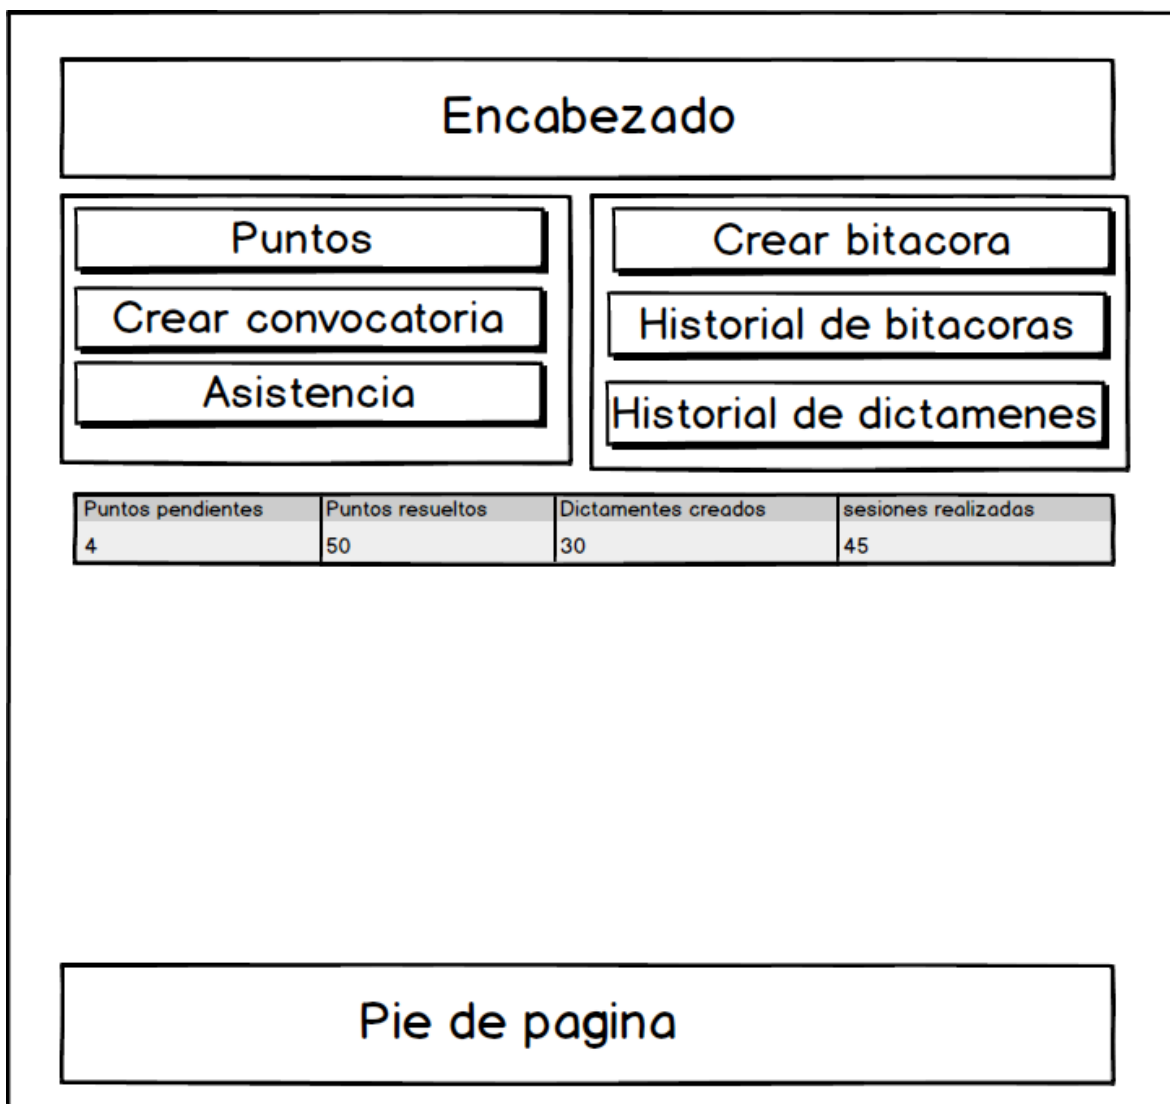 Encabezado
Puntos
Crear convocatoria
Asistencia
Crear bitacora
Historial de bitacoras
Historial de dictamenes
Puntos pendientes Puntos resueltos Dictamentes creados sesiones realizadas
4 50 30 45
Pie de pagina